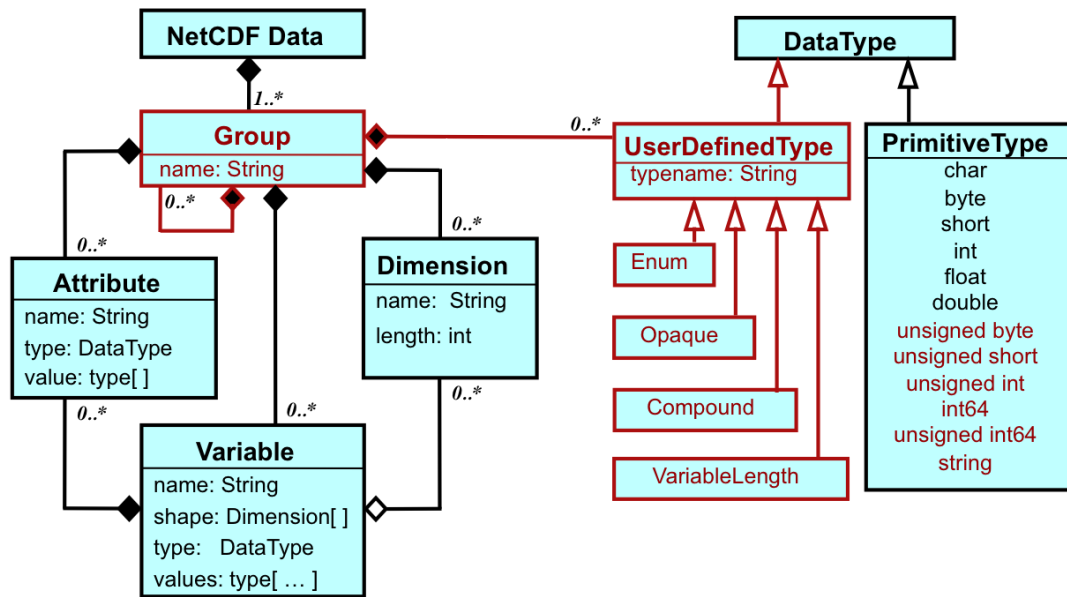 NetCDF Data
1..*
Group
name: String
0..*
0..*
Attribute
name: String
type: DataType
value: type[ ]
0..*
0..*
Dimension
name: String
length: int
0..*
0..*
Variable
name: String
shape: Dimension[ ]
type: DataType
values: type[ … ]
DataType
0..*
UserDefinedType
typename: String
Enum
Opaque
Compound
VariableLength
PrimitiveType
char
byte
short
int
float
double
unsigned byte
unsigned short
unsigned int
int64
unsigned int64
string